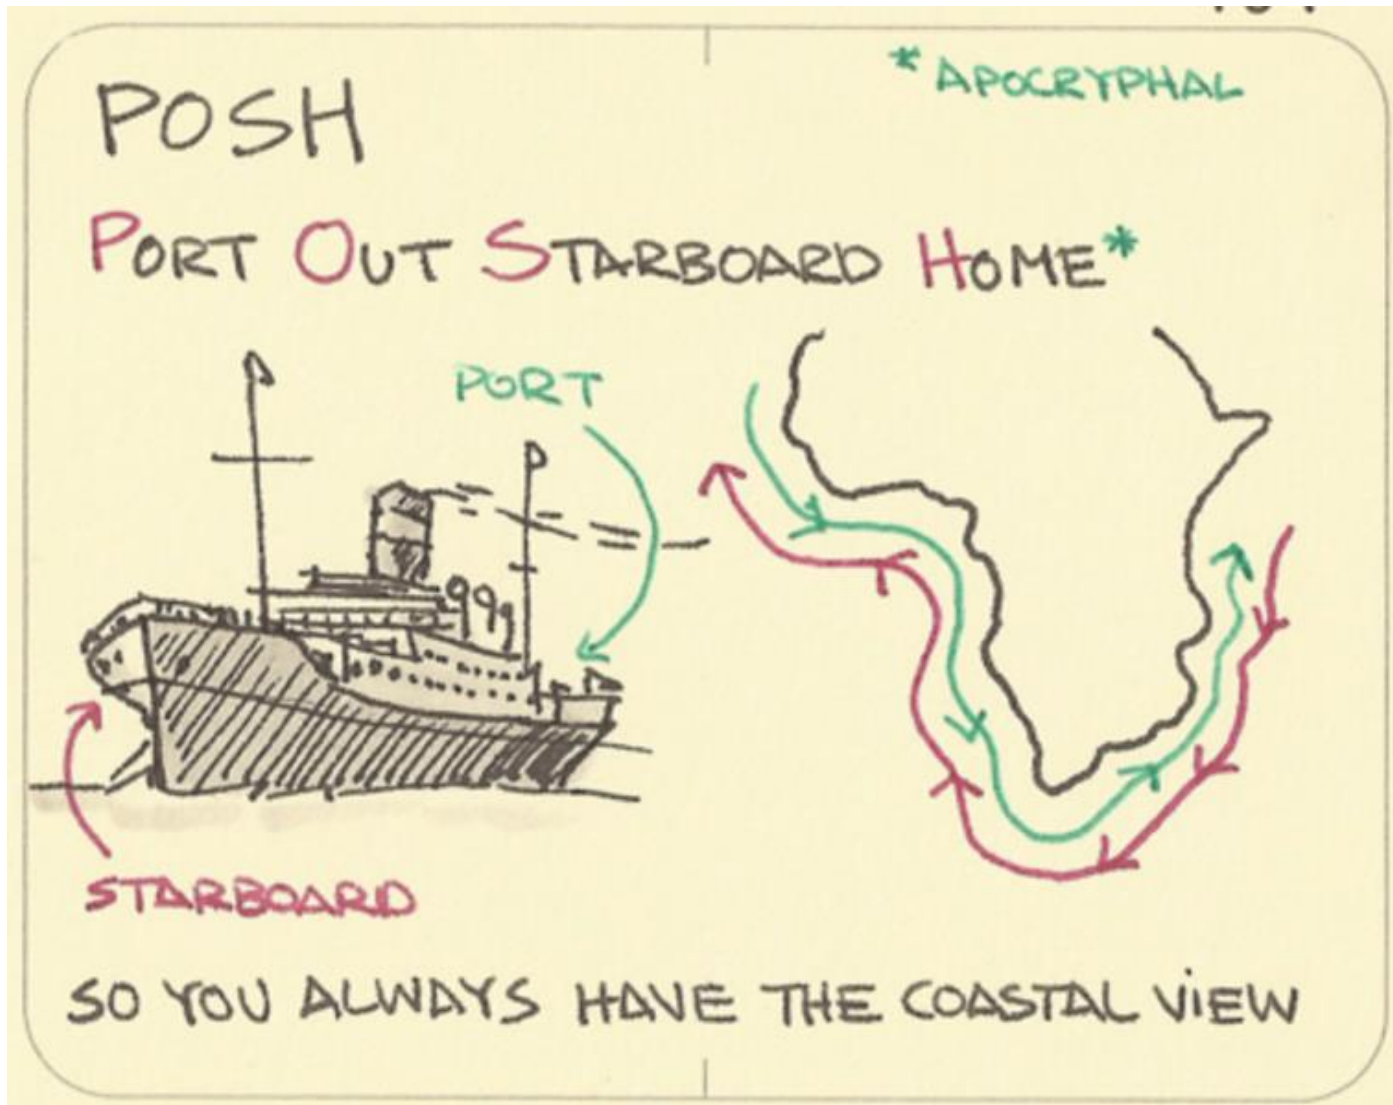 *APOCRYPHAL
POSH
PORT OUT STARBOARD HOME*
PORT
STARBOARD
SO YOU ALWAYS HAVE THE COASTAL VIEW